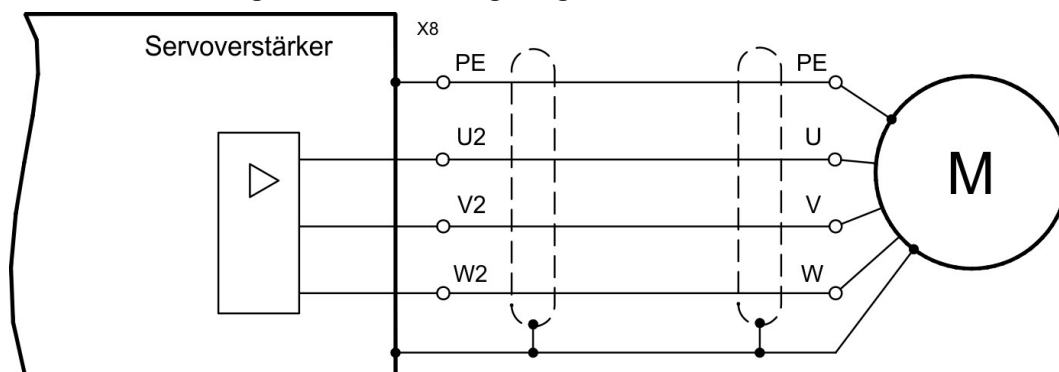 X8
Servoverstärker
PE PE
U2 U
V2 V
W2 W
M